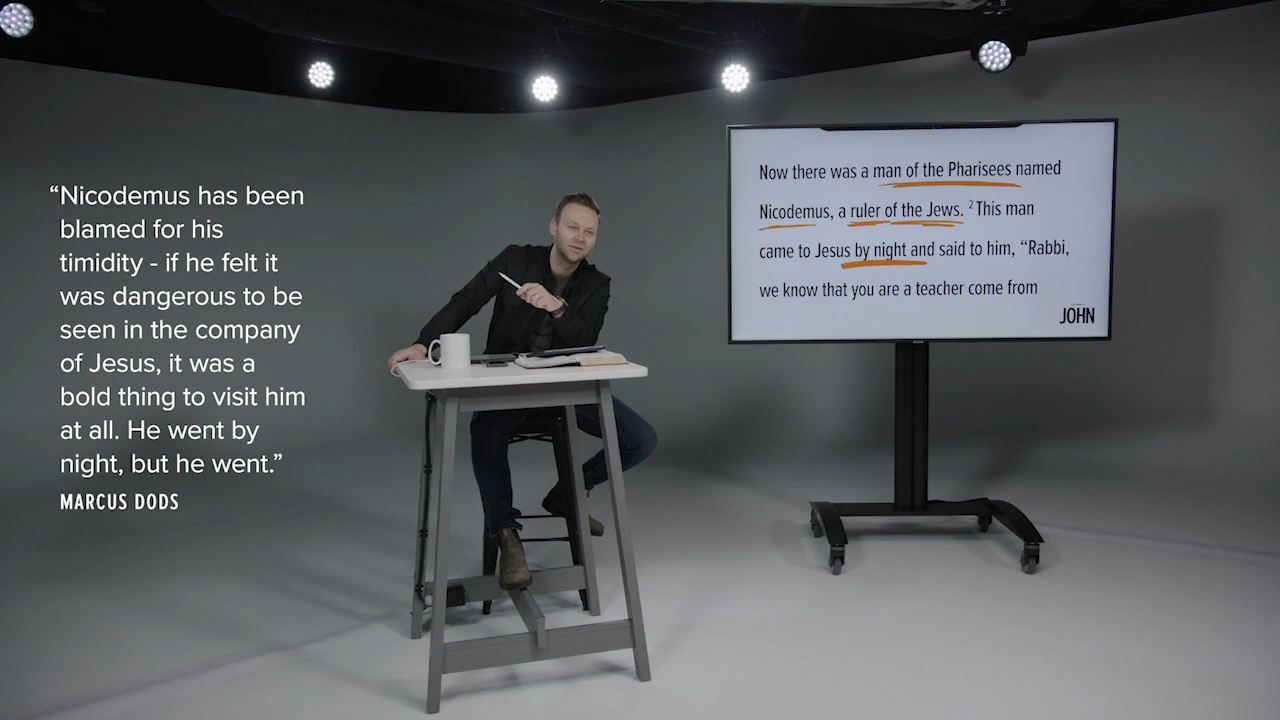 “Nicodemus has been
blamed for his
timidity - if he felt it
was dangerous to be
seen in the company
of Jesus, it was a
bold thing to visit him
at all. He went by
night, but he went.”
MARCUS DODS
Now there was a man of the Pharisees named
Nicodemus, a ruler of the Jews. ²This man
came to Jesus by night and said to him, “Rabbi,
we know that you are a teacher come from
JOHN